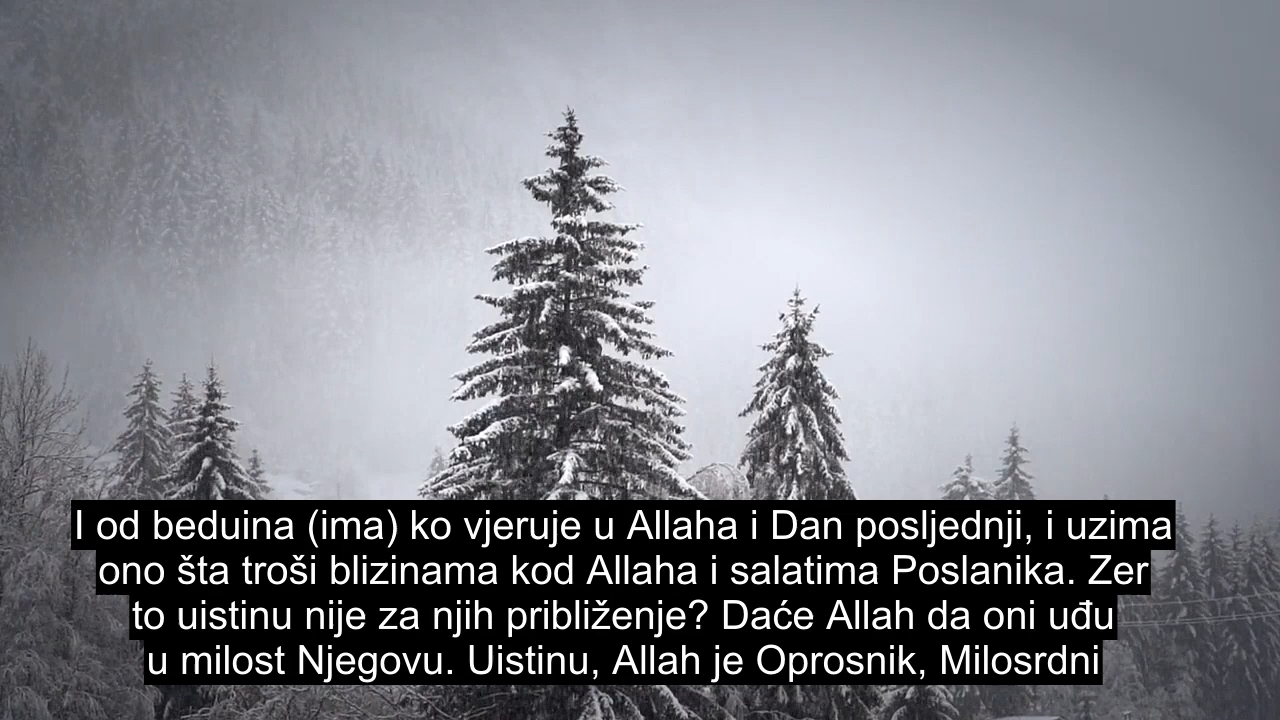 I od beduina (ima) ko vjeruje u Allaha i Dan posljednji, i uzima
ono šta troši blizinama kod Allaha i salatima Poslanika. Zer
to uistinu nije za njih približenje? Daće Allah da oni uđu
u milost Njegovu. Uistinu, Allah je Oprosnik, Milosrdni